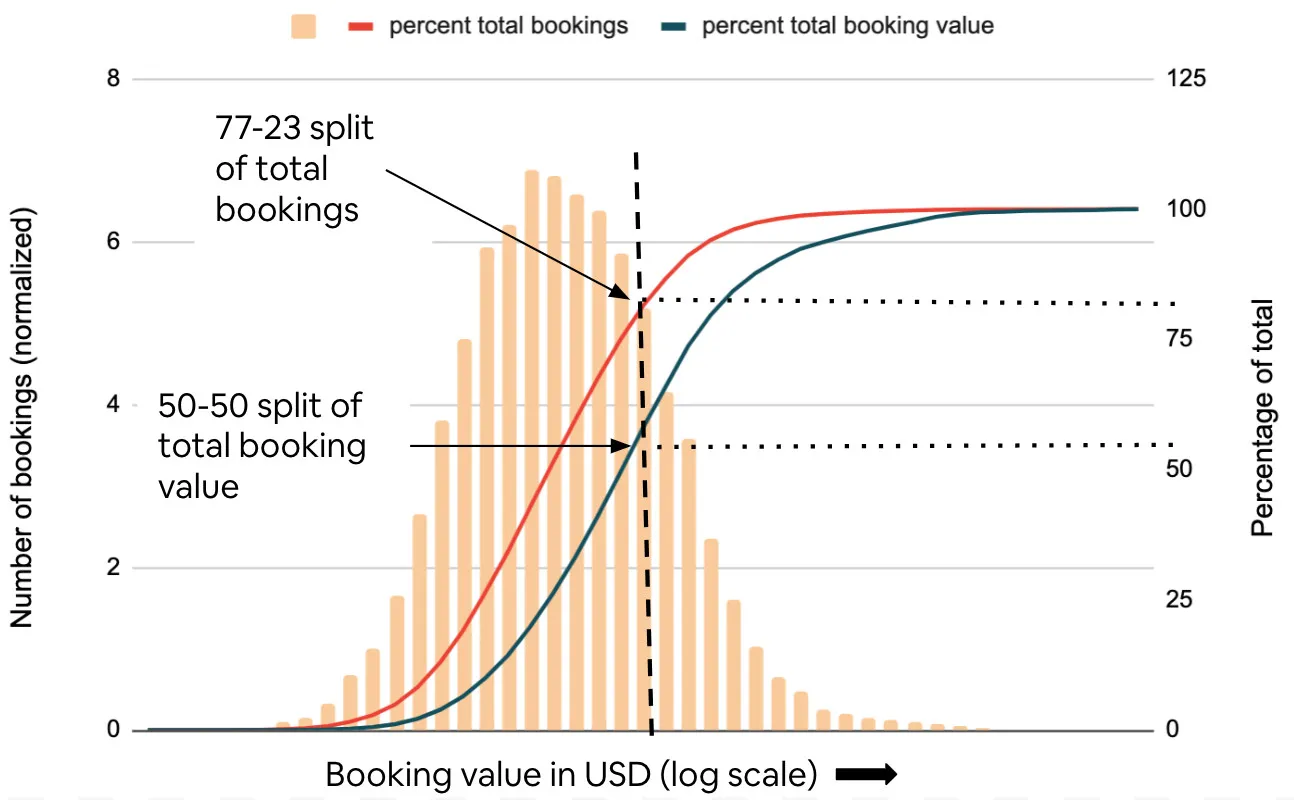 percent total bookings percent total booking value
8 125
77-23 split
of total
bookings
100
6
75
4
50-50 split of
total booking
value
50
2
25
0 0
Number of bookings (normalized)
Percentage of total
Booking value in USD (log scale)